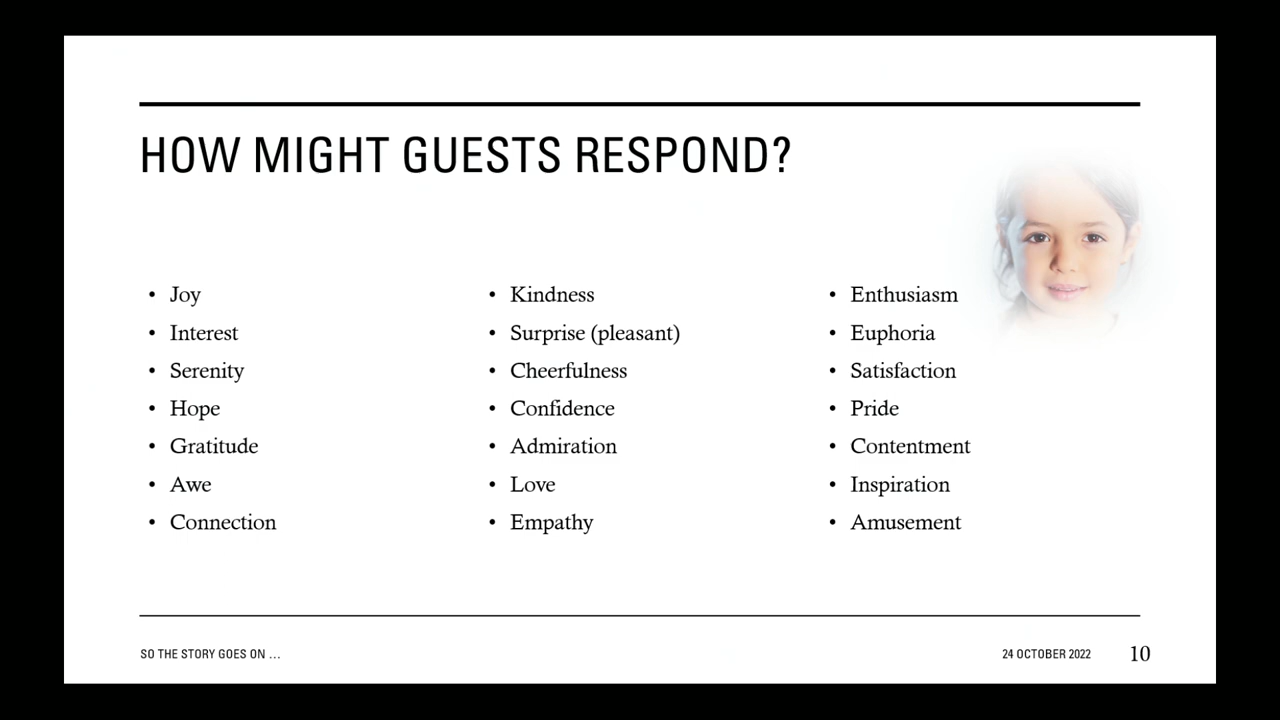 HOW MIGHT GUESTS RESPOND?
• Joy
• Interest
• Serenity
• Hope
• Gratitude
• Awe
• Connection
• Kindness
• Surprise (pleasant)
• Cheerfulness
• Confidence
• Admiration
• Love
• Empathy
• Enthusiasm
• Euphoria
• Satisfaction
• Pride
• Contentment
• Inspiration
• Amusement
SO THE STORY GOES ON …
24 OCTOBER 2022
10